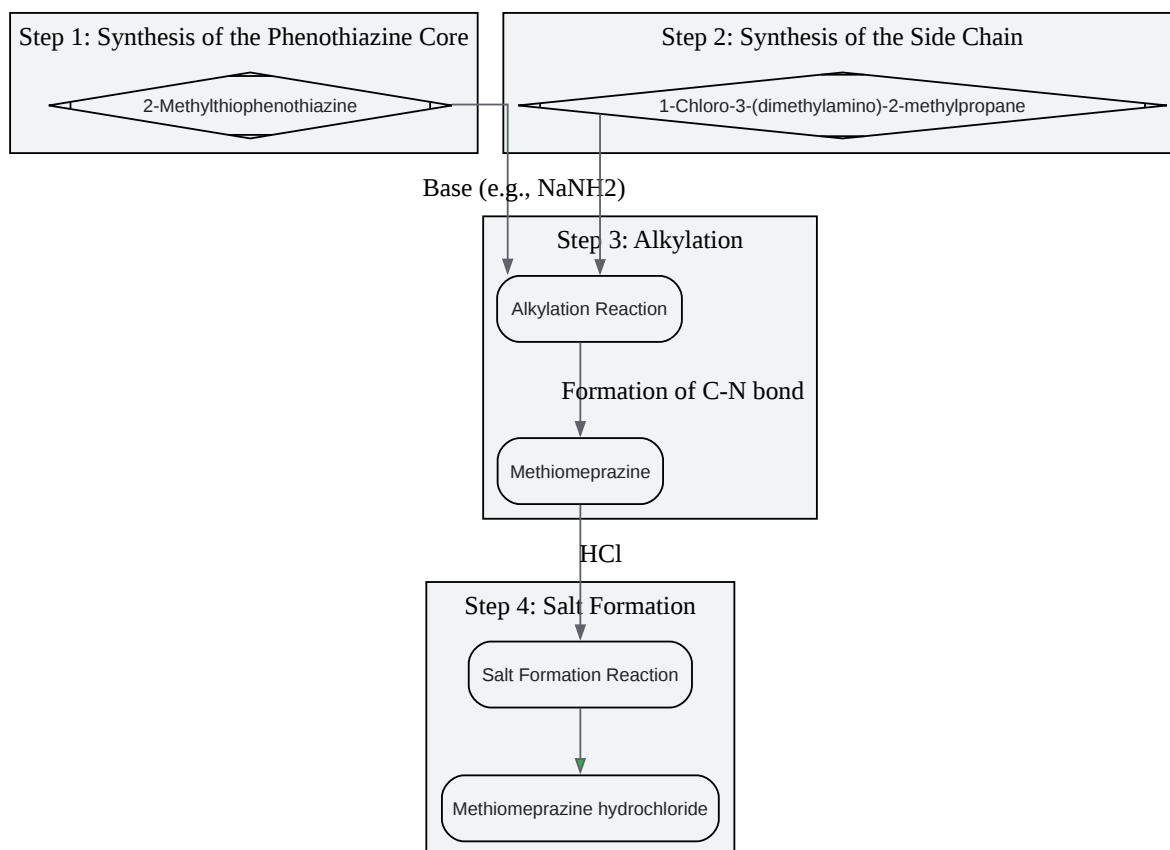 Step 1: Synthesis of the Phenothiazine Core
Step 2: Synthesis of the Side Chain
2-Methylthiophenothiazine
1-Chloro-3-(dimethylamino)-2-methylpropane
Base (e.g., NaNH2)
Step 3: Alkylation
Alkylation Reaction
Formation of C-N bond
Methiomeprazine
HCl
Step 4: Salt Formation
Salt Formation Reaction
Methiomeprazine hydrochloride